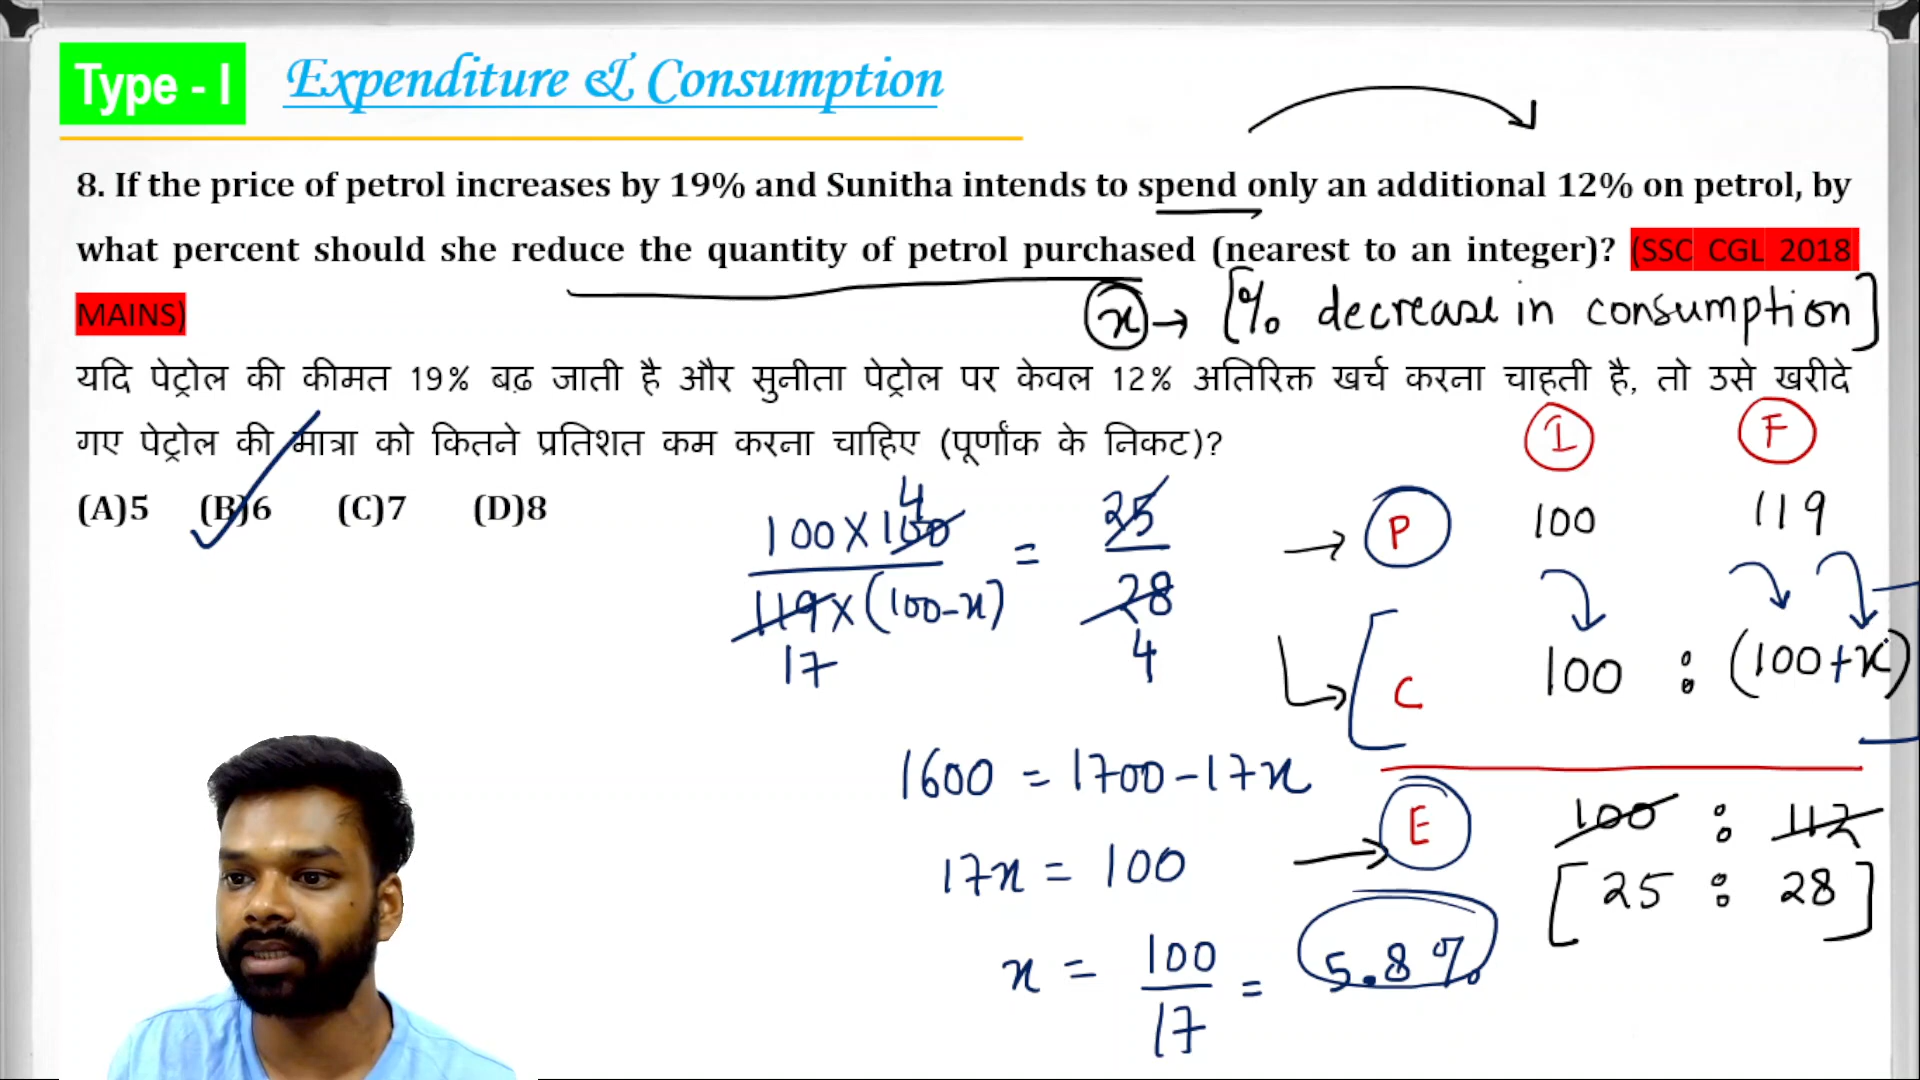 Type - I Expenditure & Consumption
8. If the price of petrol increases by 19% and Sunitha intends to spend only an additional 12% on petrol, by
what percent should she reduce the quantity of petrol purchased (nearest to an integer)? (SSC CGL 2018
MAINS)
x → [% decrease in consumption]
यदि पेट्रोल की कीमत 19% बढ़ जाती है और सुनीता पेट्रोल पर केवल 12% अतिरिक्त खर्च करना चाहती है, तो उसे खरीदे
गए पेट्रोल की मात्रा को कितने प्रतिशत कम करना चाहिए (पूर्णांक के निकट)?
I F
(A)5 (B)6 (C)7 (D)8
4
100 X 100 = 25
119 X (100-x) 28
17 4
→ P 100 119
C 100 : (100+x)
1600 = 1700-17x
→ E 100 : 112
17x = 100
[25 : 28]
x = 100 = 5.8%
17